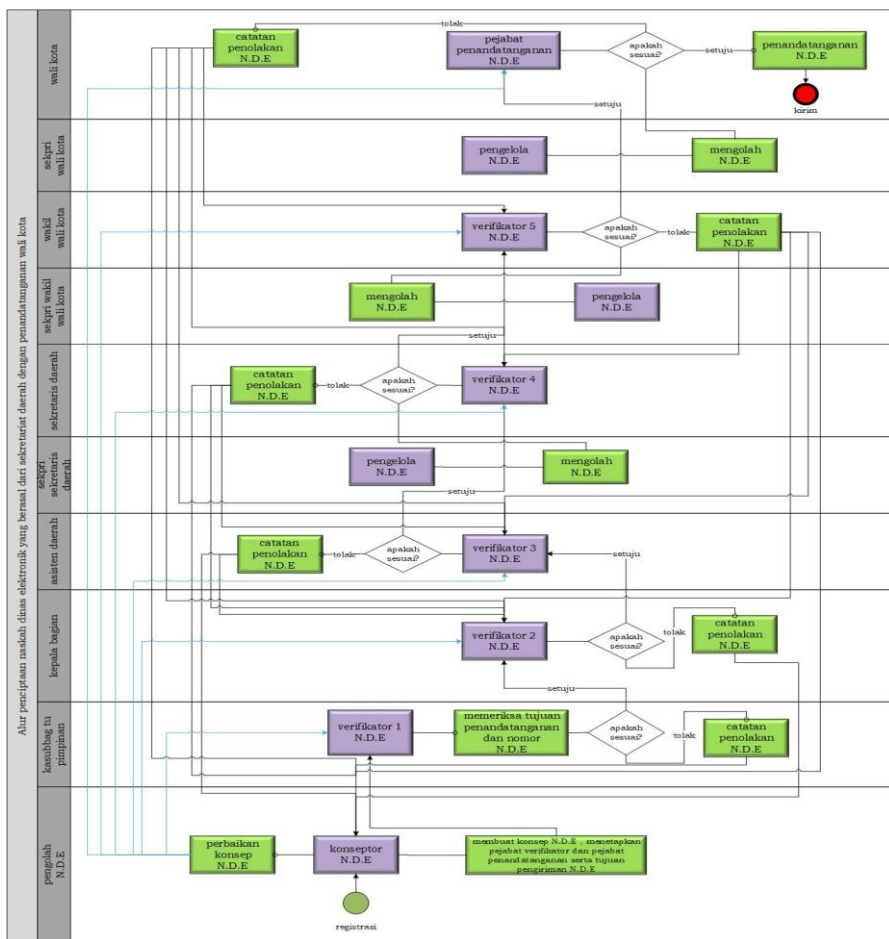 Alur penciptaan naskah dinas elektronik yang berasal dari sekretariat daerah dengan penandatanganan wali kota
wali kota
catatan
penolakan
N.D.E
tolak
pejabat
penandatanganan
N.D.E
apakah
sesuai?
setuju
penandatanganan
N.D.E
kirim
setuju
sekpri
wali kota
pengelola
N.D.E
mengolah
N.D.E
wakil
wali kota
verifikator 5
N.D.E
apakah
sesuai?
tolak
catatan
penolakan
N.D.E
sekpri wakil
wali kota
mengolah
N.D.E
pengelola
N.D.E
setuju
sekretaris daerah
catatan
penolakan
N.D.E
tolak
apakah
sesuai?
verifikator 4
N.D.E
sekpri
sekretaris
daerah
pengelola
N.D.E
mengolah
N.D.E
setuju
asisten daerah
catatan
penolakan
N.D.E
tolak
apakah
sesuai?
verifikator 3
N.D.E
setuju
kepala bagian
verifikator 2
N.D.E
apakah
sesuai?
tolak
catatan
penolakan
N.D.E
setuju
kasubbag tu
pimpinan
verifikator 1
N.D.E
memeriksa tujuan
penandatanganan
dan nomor
N.D.E
apakah
sesuai?
tolak
catatan
penolakan
N.D.E
pengolah
N.D.E
perbaikan
konsep
N.D.E
konseptor
N.D.E
membuat konsep N.D.E , menetapkan
pejabat verifikator dan pejabat
penandatanganan serta tujuan
pengiriman N.D.E
registrasi